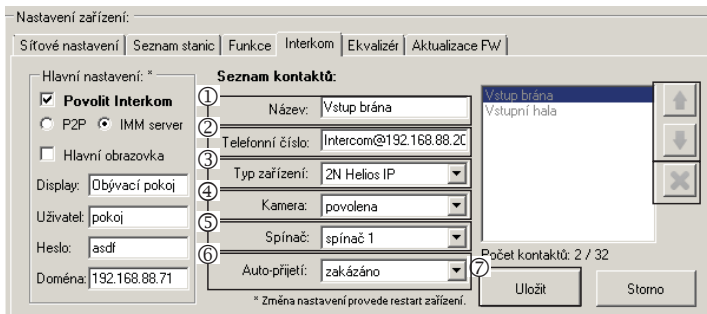 Nastavení zařízení:
Síťové nastavení Seznam stanic Funkce Interkom Ekvalizér Aktualizace FW
Hlavní nastavení: *
Povolit Interkom
P2P IMM server
Hlavní obrazovka
Display: Obývací pokoj
Uživatel: pokoj
Heslo: asdf
Doména: 192.168.88.71
Seznam kontaktů:
① Název: Vstup brána
② Telefonní číslo: Intercom@192.168.88.20
③ Typ zařízení: 2N Helios IP
④ Kamera: povolena
⑤ Spínač: spínač 1
⑥ Auto-přijetí: zakázáno
* Změna nastavení provede restart zařízení.
Vstup brána
Vstupní hala
Počet kontaktů: 2 / 32
⑦ Uložit Storno